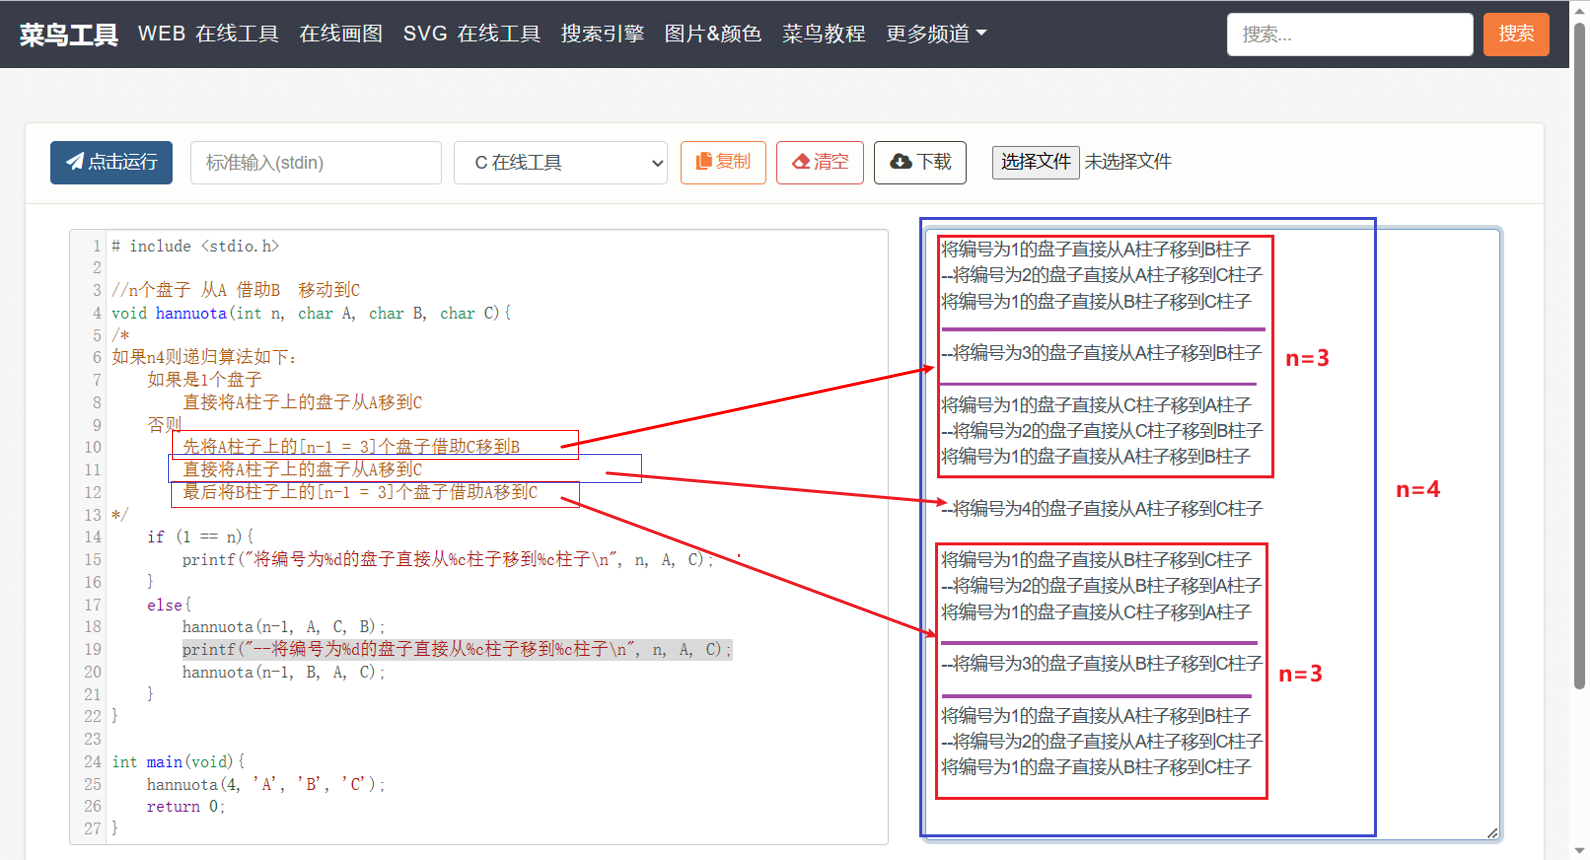 菜鸟工具 WEB 在线工具 在线画图 SVG 在线工具 搜索引擎 图片&颜色 菜鸟教程 更多频道 搜索... 搜索
点击运行 标准输入(stdin) C 在线工具 复制 清空 下载 选择文件 未选择文件
1 # include <stdio.h>
2
3 //n个盘子 从A 借助B  移动到C
4 void hannuota(int n, char A, char B, char C){
5 /*
6 如果n4则递归算法如下:
7     如果是1个盘子
8         直接将A柱子上的盘子从A移到C
9     否则
10         先将A柱子上的[n-1 = 3]个盘子借助C移到B
11         直接将A柱子上的盘子从A移到C
12         最后将B柱子上的[n-1 = 3]个盘子借助A移到C
13 */
14     if (1 == n){
15         printf("将编号为%d的盘子直接从%c柱子移到%c柱子\n", n, A, C);
16     }
17     else{
18         hannuota(n-1, A, C, B);
19         printf("--将编号为%d的盘子直接从%c柱子移到%c柱子\n", n, A, C);
20         hannuota(n-1, B, A, C);
21     }
22 }
23
24 int main(void){
25     hannuota(4, 'A', 'B', 'C');
26     return 0;
27 }
将编号为1的盘子直接从A柱子移到B柱子
--将编号为2的盘子直接从A柱子移到C柱子
将编号为1的盘子直接从B柱子移到C柱子
--将编号为3的盘子直接从A柱子移到B柱子
n=3
将编号为1的盘子直接从C柱子移到A柱子
--将编号为2的盘子直接从C柱子移到B柱子
将编号为1的盘子直接从A柱子移到B柱子
n=4
--将编号为4的盘子直接从A柱子移到C柱子
将编号为1的盘子直接从B柱子移到C柱子
--将编号为2的盘子直接从B柱子移到A柱子
将编号为1的盘子直接从C柱子移到A柱子
--将编号为3的盘子直接从B柱子移到C柱子
n=3
将编号为1的盘子直接从A柱子移到B柱子
--将编号为2的盘子直接从A柱子移到C柱子
将编号为1的盘子直接从B柱子移到C柱子